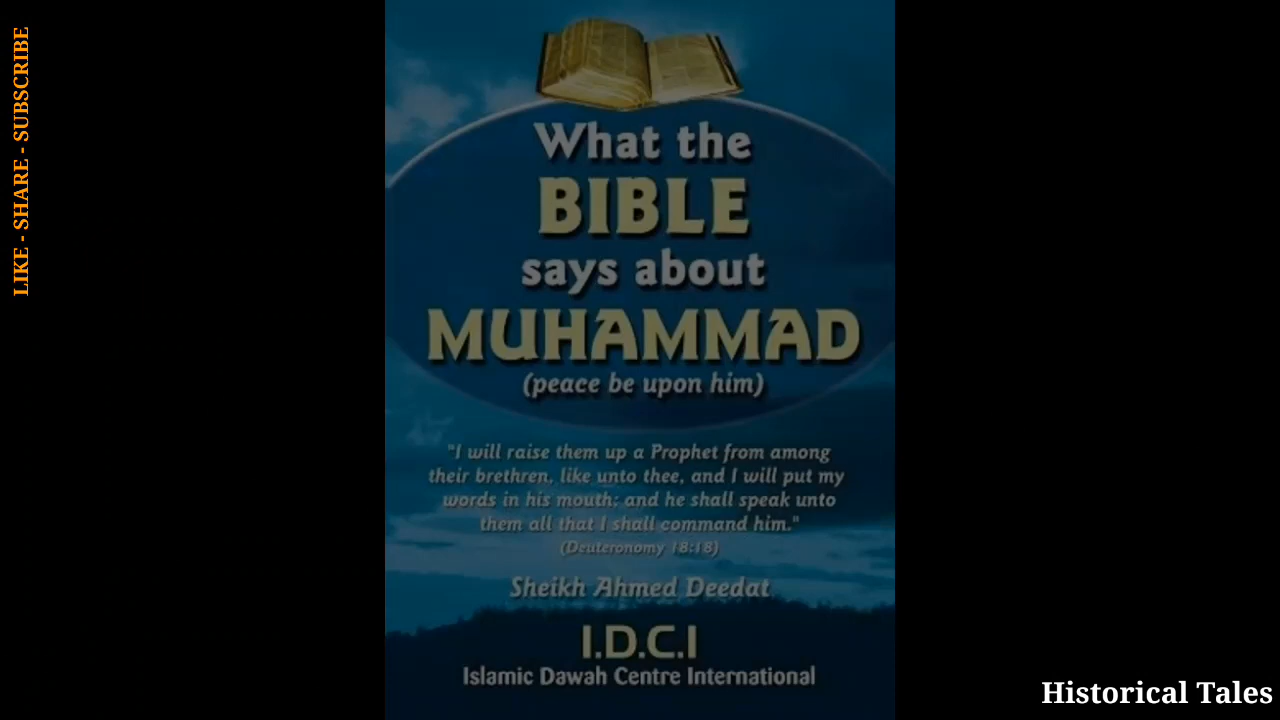 LIKE - SHARE - SUBSCRIBE
What the
BIBLE
says about
MUHAMMAD
(peace be upon him)
"I will raise them up a Prophet from among
their brethren, like unto thee, and I will put my
words in his mouth; and he shall speak unto
them all that I shall command him."
(Deuteronomy 18:18)
Sheikh Ahmed Deedat
I.D.C.I
Islamic Dawah Centre International
Historical Tales